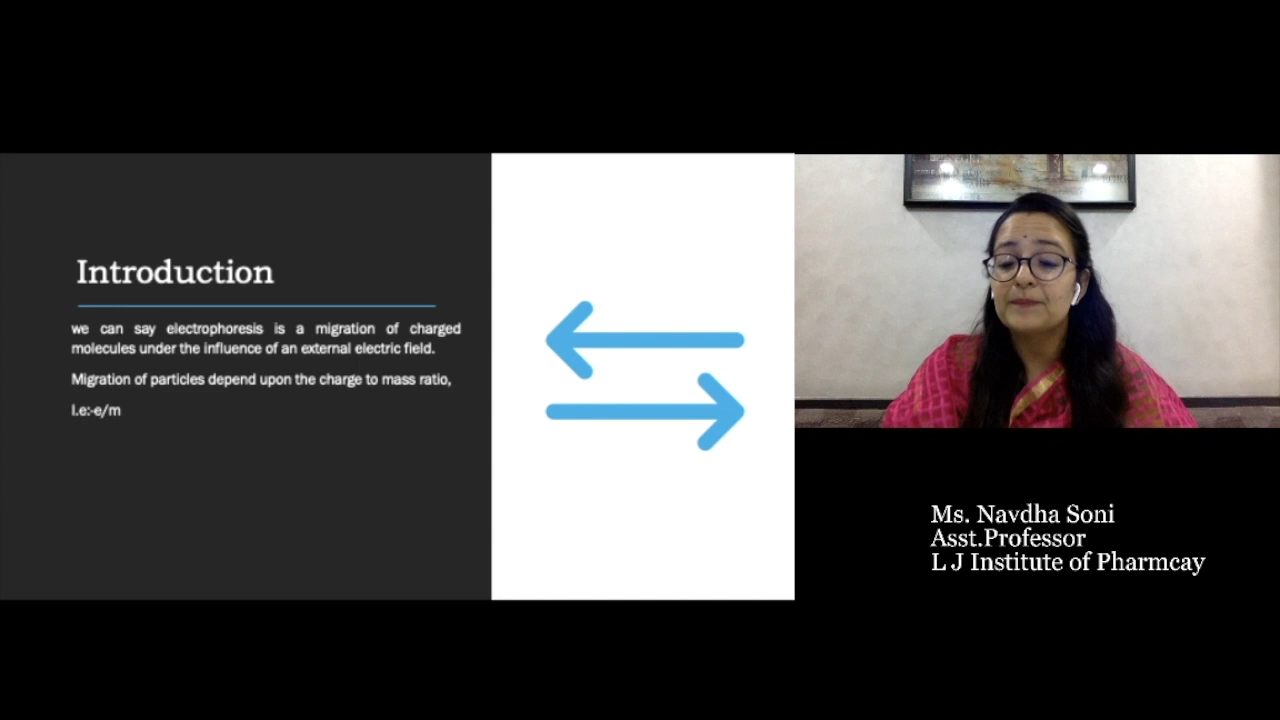 Introduction
we can say electrophoresis is a migration of charged
molecules under the influence of an external electric field.
Migration of particles depend upon the charge to mass ratio,
I.e:-e/m
Ms. Navdha Soni
Asst.Professor
L J Institute of Pharmcay